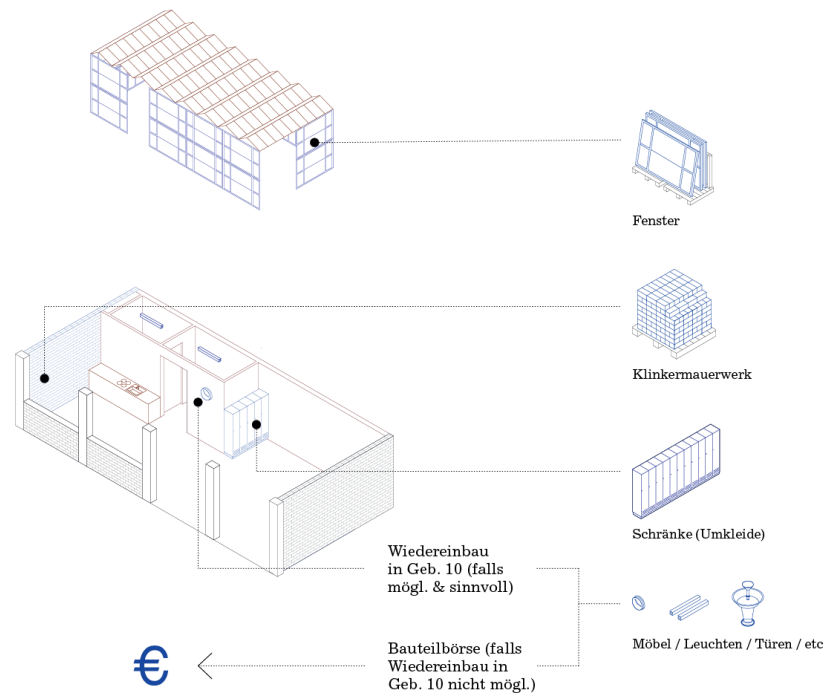 Fenster
Klinkermauerwerk
Schränke (Umkleide)
Wiedereinbau
in Geb. 10 (falls
mögl. & sinnvoll)
Möbel / Leuchten / Türen / etc
Bauteilbörse (falls
Wiedereinbau in
Geb. 10 nicht mögl.)
€